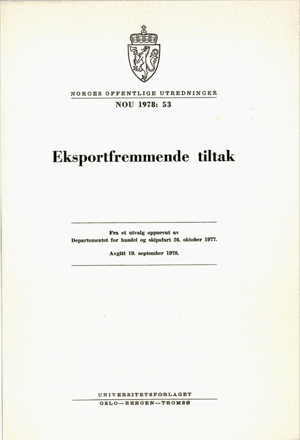 NORGES OFFENTLIGE UTREDNINGER
NOU 1978: 53
Eksportfremmende tiltak
Fra et utvalg oppnevnt av
Departementet for handel og skipsfart 26. oktober 1977.
Avgitt 19. september 1978.
UNIVERSITETSFORLAGET
OSLO—BERGEN—TROMSØ